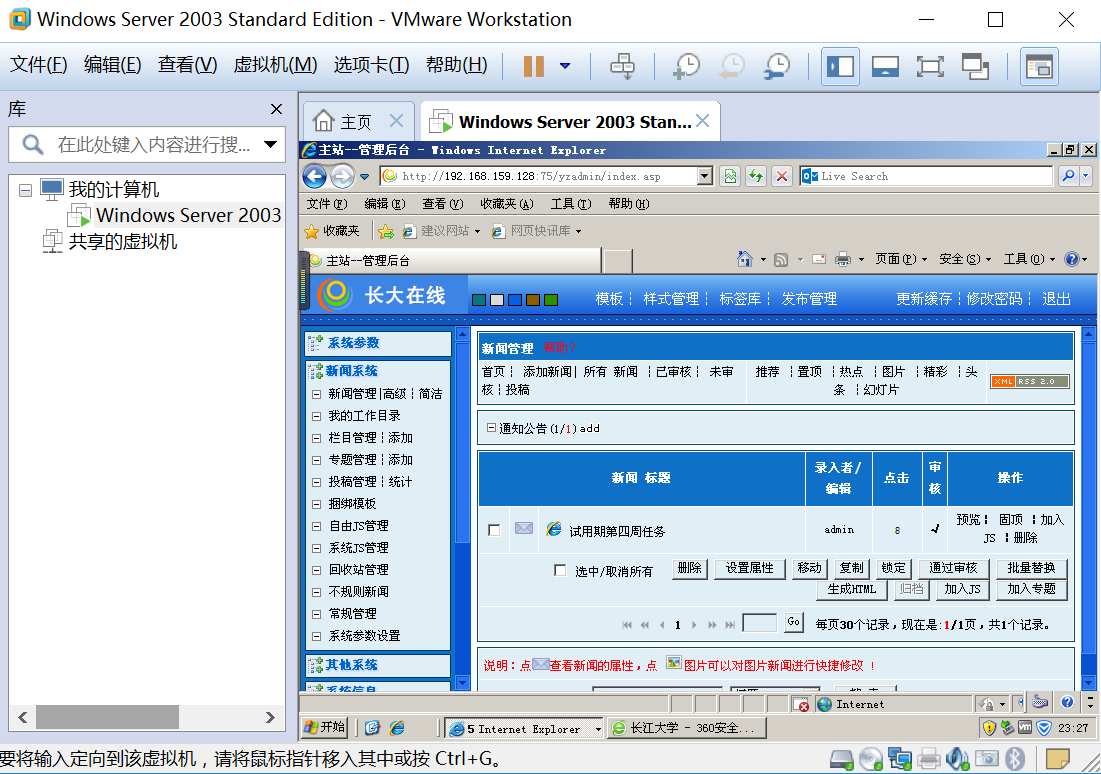 Windows Server 2003 Standard Edition - VMware Workstation
文件(F) 编辑(E) 查看(V) 虚拟机(M) 选项卡(T) 帮助(H)
库
在此处键入内容进行搜...
我的计算机
Windows Server 2003
共享的虚拟机
主页
Windows Server 2003 Stan...
主站--管理后台 - Windows Internet Explorer
http://192.168.159.128:75/yzadmin/index.asp
Live Search
文件(F) 编辑(E) 查看(V) 收藏夹(A) 工具(T) 帮助(H)
收藏夹 建议网站 网页快讯库
主站--管理后台
页面(P) 安全(S) 工具(O)
长大在线
模板┆ 样式管理┆ 标签库┆ 发布管理
更新缓存┆修改密码┆ 退出
系统参数
新闻系统
新闻管理|高级┆简洁
我的工作目录
栏目管理┆添加
专题管理┆添加
投稿管理┆统计
捆绑模板
自由JS管理
系统JS管理
回收站管理
不规则新闻
常规管理
系统参数设置
其他系统
系统信息
新闻管理 帮助?
首页┆ 添加新闻| 所有 新闻 ┆已审核┆ 未审
核┆投稿
推荐 ┆置顶 ┆热点 ┆图片 ┆精彩 ┆头
条 ┆幻灯片
XML RSS 2.0
通知公告(1/1) add
新闻 标题 录入者/编辑 点击 审核 操作
试用期第四周任务 admin 8 ✓
预览┆ 固顶 ┆加入
JS ┆删除
选中/取消所有 删除 设置属性 移动 复制 锁定 通过审核 批量替换
生成HTML 归档 加入JS 加入专题
1 Go 每页30个记录，现在是:1/1页，共1个记录。
说明：点查看新闻的属性，点 图片可以对图片新闻进行快捷修改 ！
Internet
开始 5 Internet Explorer 长江大学 - 360安全... 23:27
要将输入定向到该虚拟机，请将鼠标指针移入其中或按 Ctrl+G。